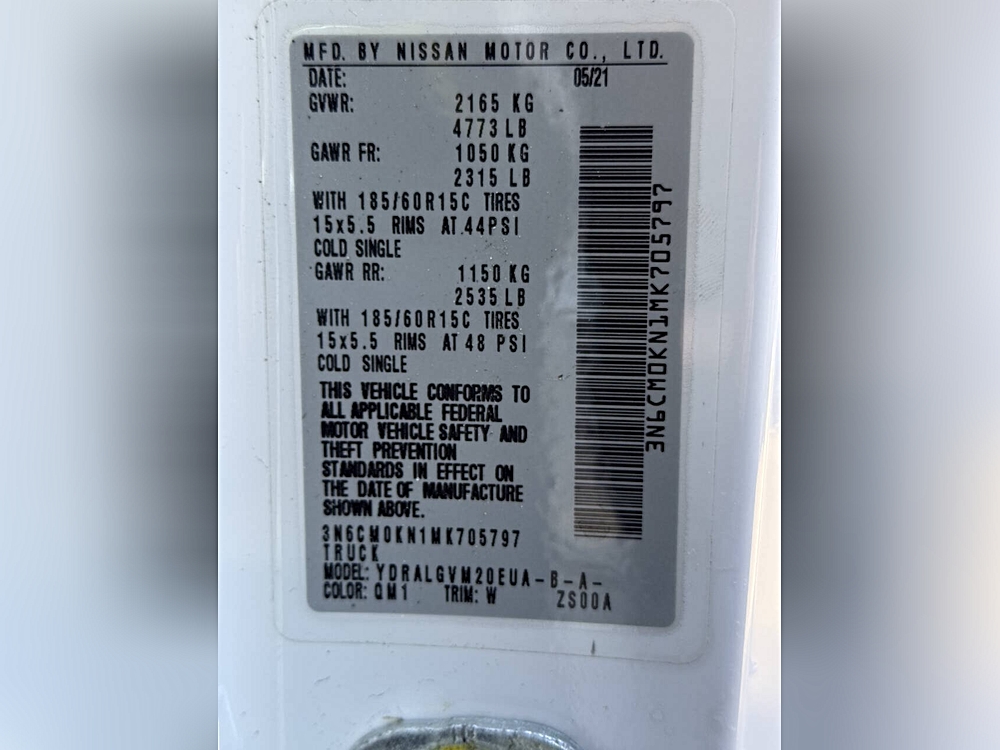 MFD. BY NISSAN MOTOR CO., LTD.
DATE: 05/21
GVWR: 2165 KG
4773 LB
GAWR FR: 1050 KG
2315 LB
WITH 185/60R15C TIRES
15x5.5 RIMS AT 44PSI
COLD SINGLE
GAWR RR: 1150 KG
2535 LB
WITH 185/60R15C TIRES
15x5.5 RIMS AT 48 PSI
COLD SINGLE
THIS VEHICLE CONFORMS TO
ALL APPLICABLE FEDERAL
MOTOR VEHICLE SAFETY AND
THEFT PREVENTION
STANDARDS IN EFFECT ON
THE DATE OF MANUFACTURE
SHOWN ABOVE.
3N6CM0KN1MK705797
TRUCK
MODEL: YDRALGVM20EUA-B-A-
COLOR: QM1 TRIM: W ZS00A
3N6CM0KN1MK705797